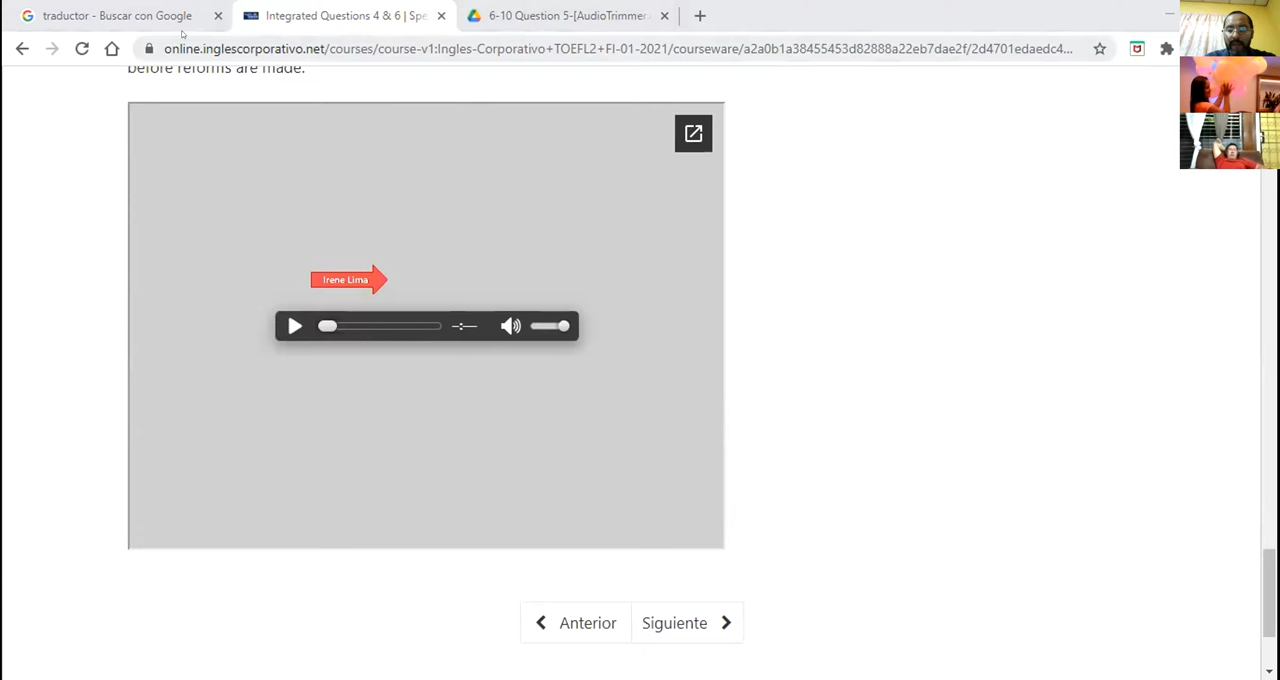 traductor - Buscar con Google
Integrated Questions 4 & 6 | Spe
6-10 Question 5-[AudioTrimmer
online.inglescorporativo.net/courses/course-v1:Ingles-Corporativo+TOEFL2+FI-01-2021/courseware/a2a0b1a38455453d82888a22eb7dae2f/2d4701edaedc4...
before reforms are made.
Irene Lima
Anterior
Siguiente